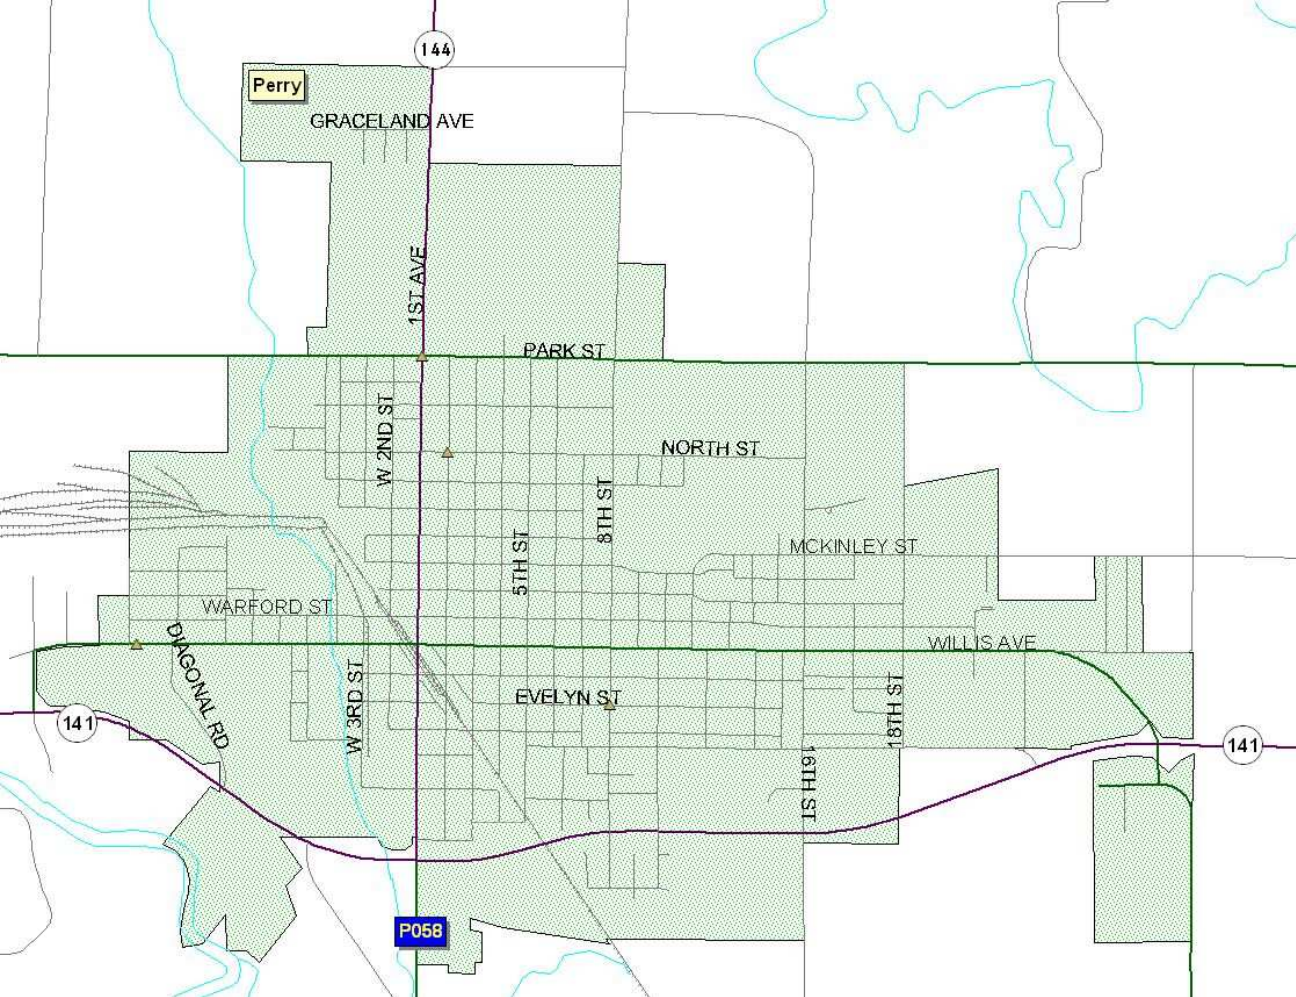 144
Perry
GRACELAND AVE
1ST AVE
PARK ST
W 2ND ST
NORTH ST
8TH ST
5TH ST
MCKINLEY ST
WARFORD ST
DIAGONAL RD
WILLIS AVE
W 3RD ST
EVELYN ST
18TH ST
141
141
16TH ST
P058